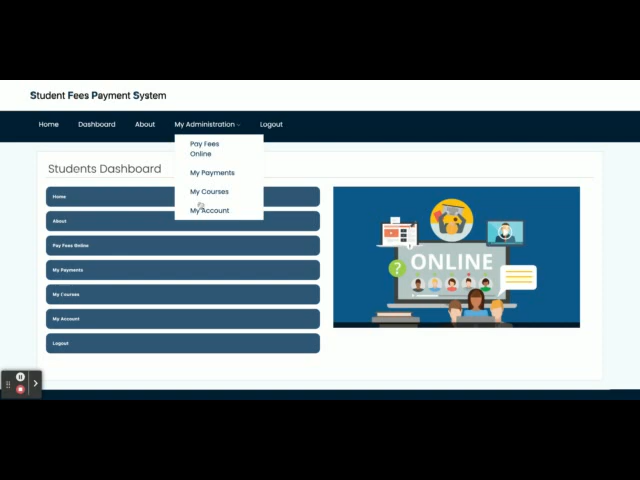 Student Fees Payment System
Home
Dashboard
About
My Administration
Logout
Pay Fees
Online
My Payments
My Courses
My Account
Students Dashboard
Home
About
Pay Fees Online
My Payments
My Courses
My Account
Logout
?
ONLINE